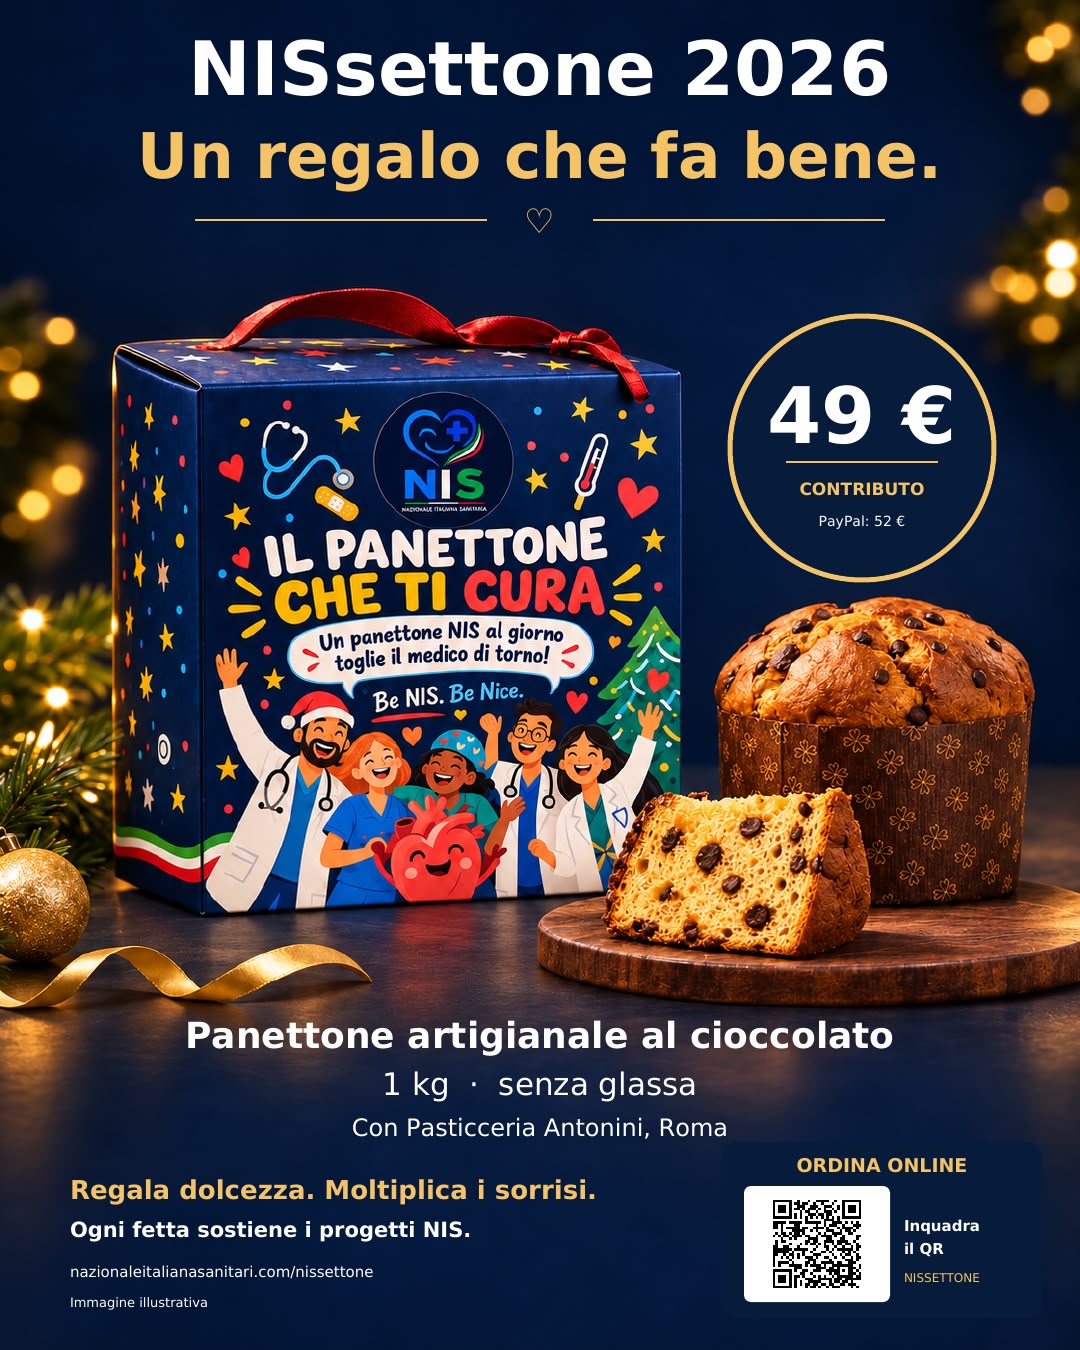 NISsettone 2026
Un regalo che fa bene.
49 €
CONTRIBUTO
PayPal: 52 €
NIS
NAZIONALE ITALIANA SANITARIA
IL PANETTONE
CHE TI CURA
Un panettone NIS al giorno
toglie il medico di torno!
Be NIS. Be Nice.
Panettone artigianale al cioccolato
1 kg · senza glassa
Con Pasticceria Antonini, Roma
Regala dolcezza. Moltiplica i sorrisi.
Ogni fetta sostiene i progetti NIS.
nazionaleitalianasanitari.com/nissettone
Immagine illustrativa
ORDINA ONLINE
Inquadra
il QR
NISSETTONE